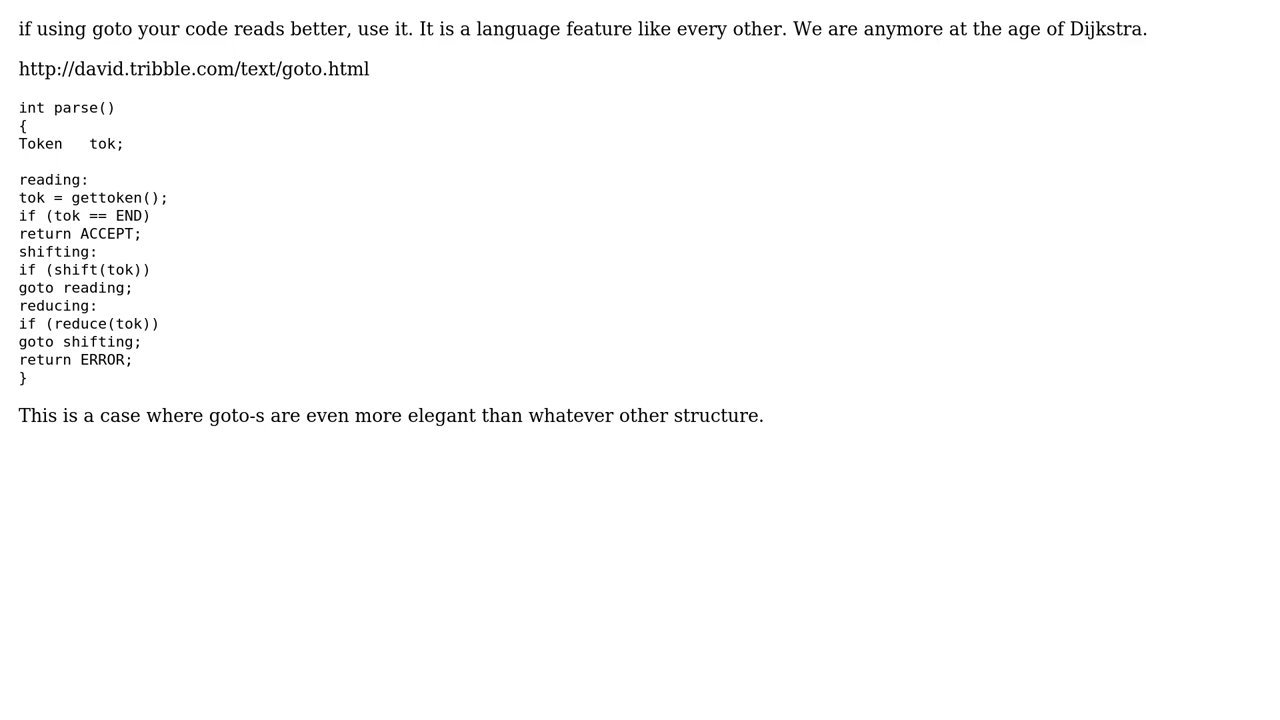 if using goto your code reads better, use it. It is a language feature like every other. We are anymore at the age of Dijkstra.
http://david.tribble.com/text/goto.html
int parse()
{
Token   tok;
reading:
tok = gettoken();
if (tok == END)
return ACCEPT;
shifting:
if (shift(tok))
goto reading;
reducing:
if (reduce(tok))
goto shifting;
return ERROR;
}
This is a case where goto-s are even more elegant than whatever other structure.